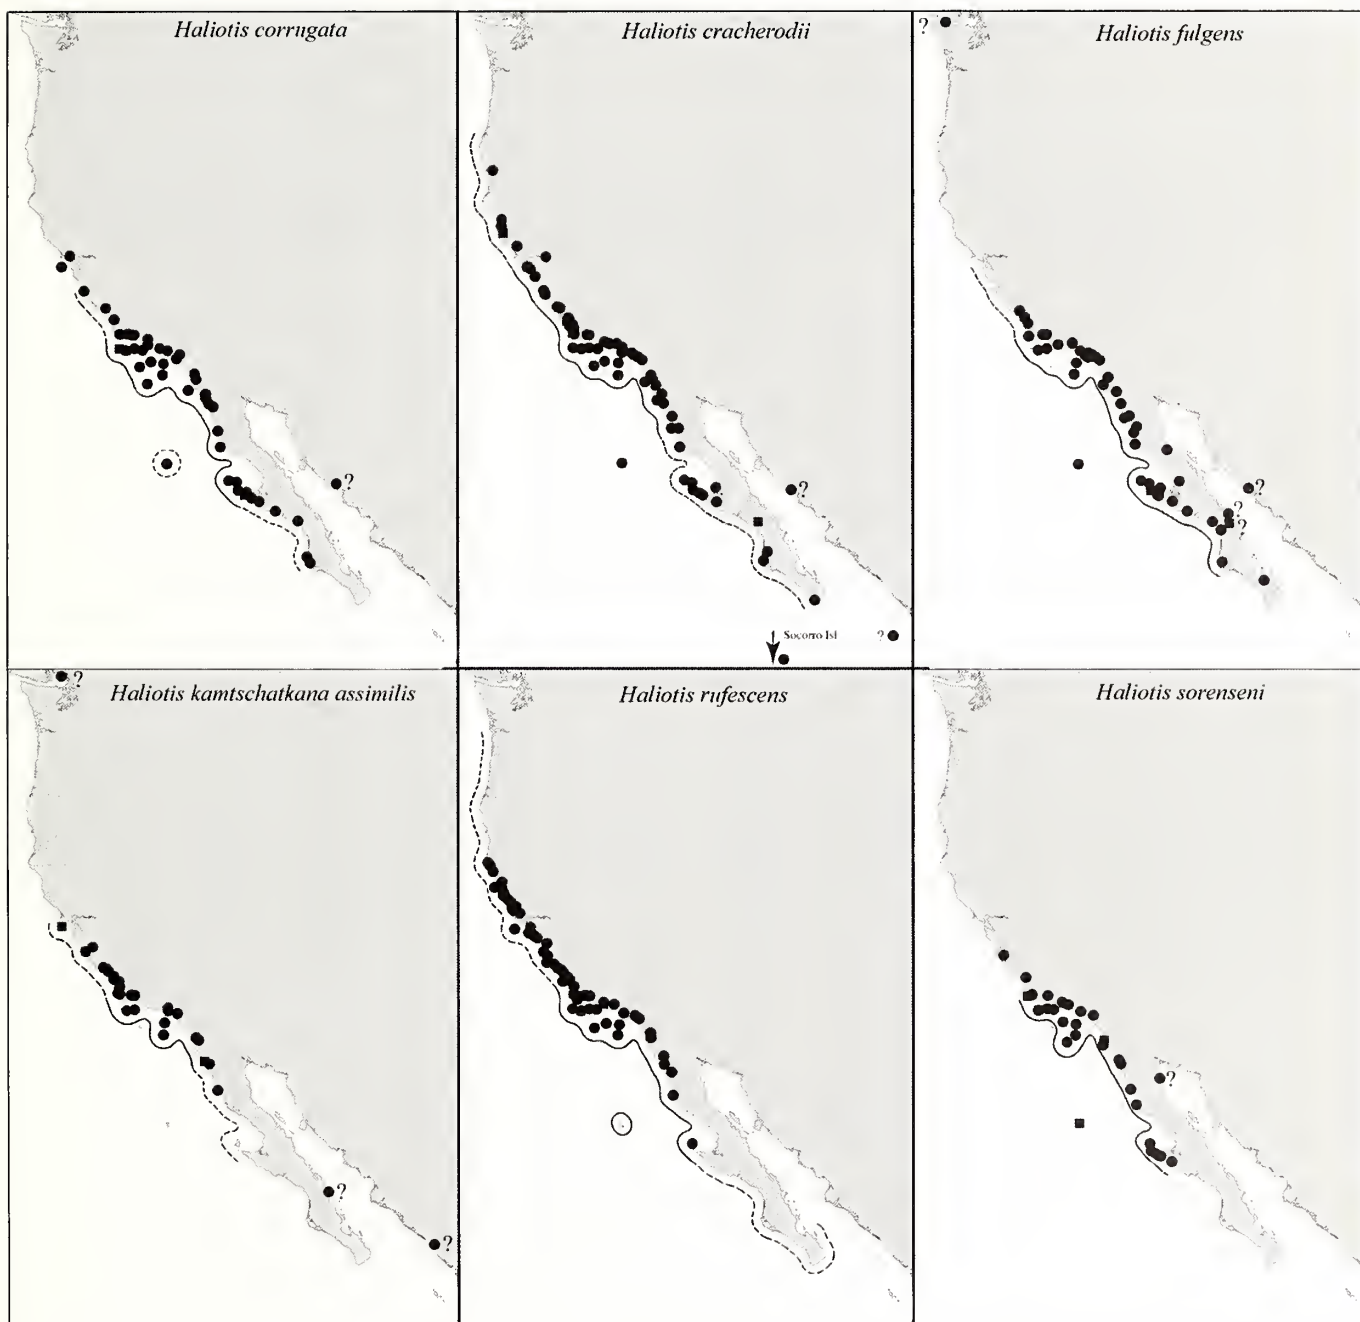 Haliotis corrugata
Haliotis cracherodii
? Haliotis fulgens
?
?
?
?
?
Socorro Isl
?
?
Haliotis kamtschatkana assimilis
Haliotis rufescens
Haliotis sorenseni
?
?
?